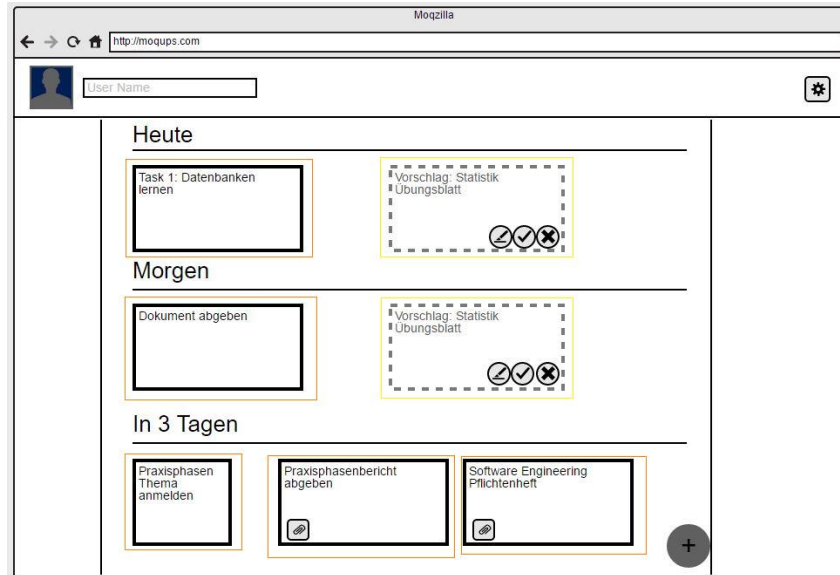 Moqzilla
http://moqups.com
User Name
Heute
Task 1: Datenbanken
lernen
Vorschlag: Statistik
Übungsblatt
Morgen
Dokument abgeben
Vorschlag: Statistik
Übungsblatt
In 3 Tagen
Praxisphasen
Thema
anmelden
Praxisphasenbericht
abgeben
Software Engineering
Pflichtenheft
+